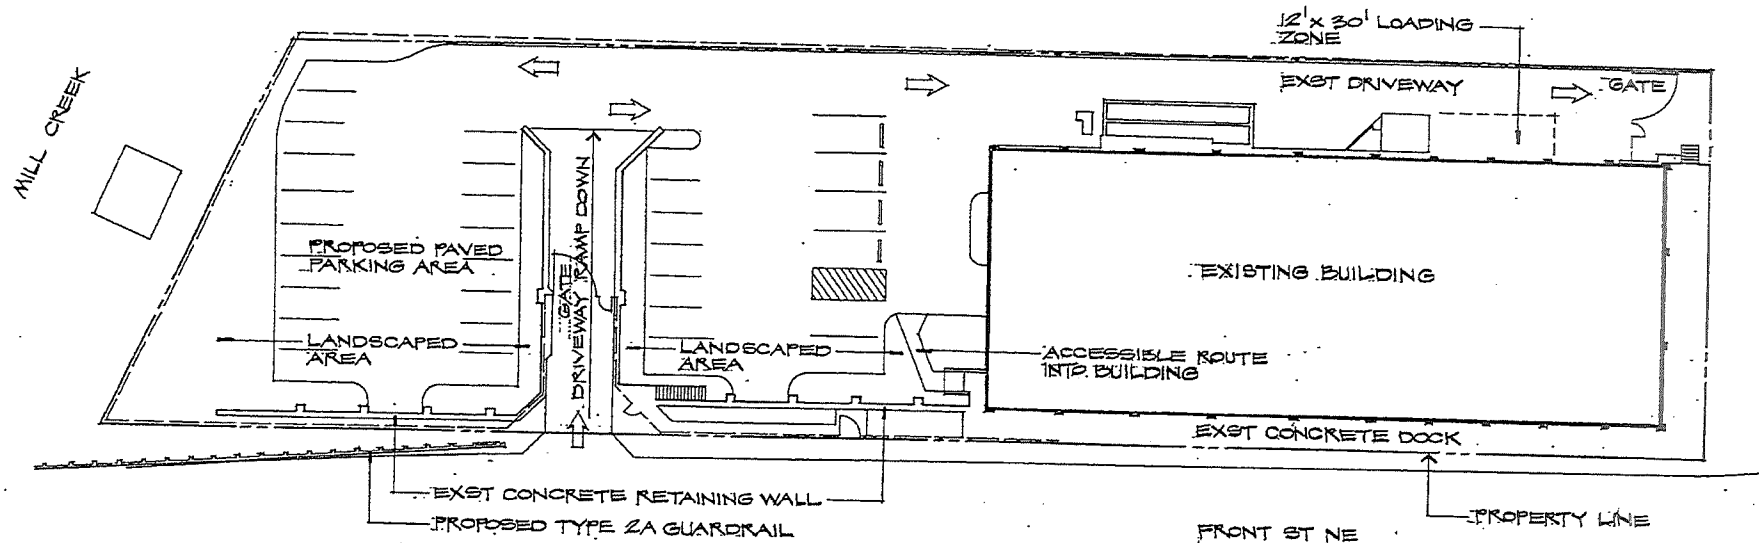 12' x 30' LOADING
ZONE
EXST DRIVEWAY
GATE
MILL CREEK
PROPOSED PAVED
PARKING AREA
GATE
DRIVEWAY RAMP DOWN
EXISTING BUILDING
LANDSCAPED
AREA
LANDSCAPED
AREA
ACCESSIBLE ROUTE
INTO BUILDING
EXST CONCRETE DOCK
EXST CONCRETE RETAINING WALL
PROPOSED TYPE 2A GUARDRAIL
FRONT ST NE
PROPERTY LINE